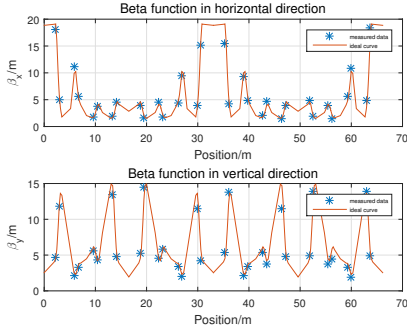 Beta function in horizontal direction
20
15
10
5
0
βx/m
measured data
ideal curve
0 10 20 30 40 50 60 70
Position/m
Beta function in vertical direction
15
10
5
0
βy/m
measured data
ideal curve
0 10 20 30 40 50 60 70
Position/m